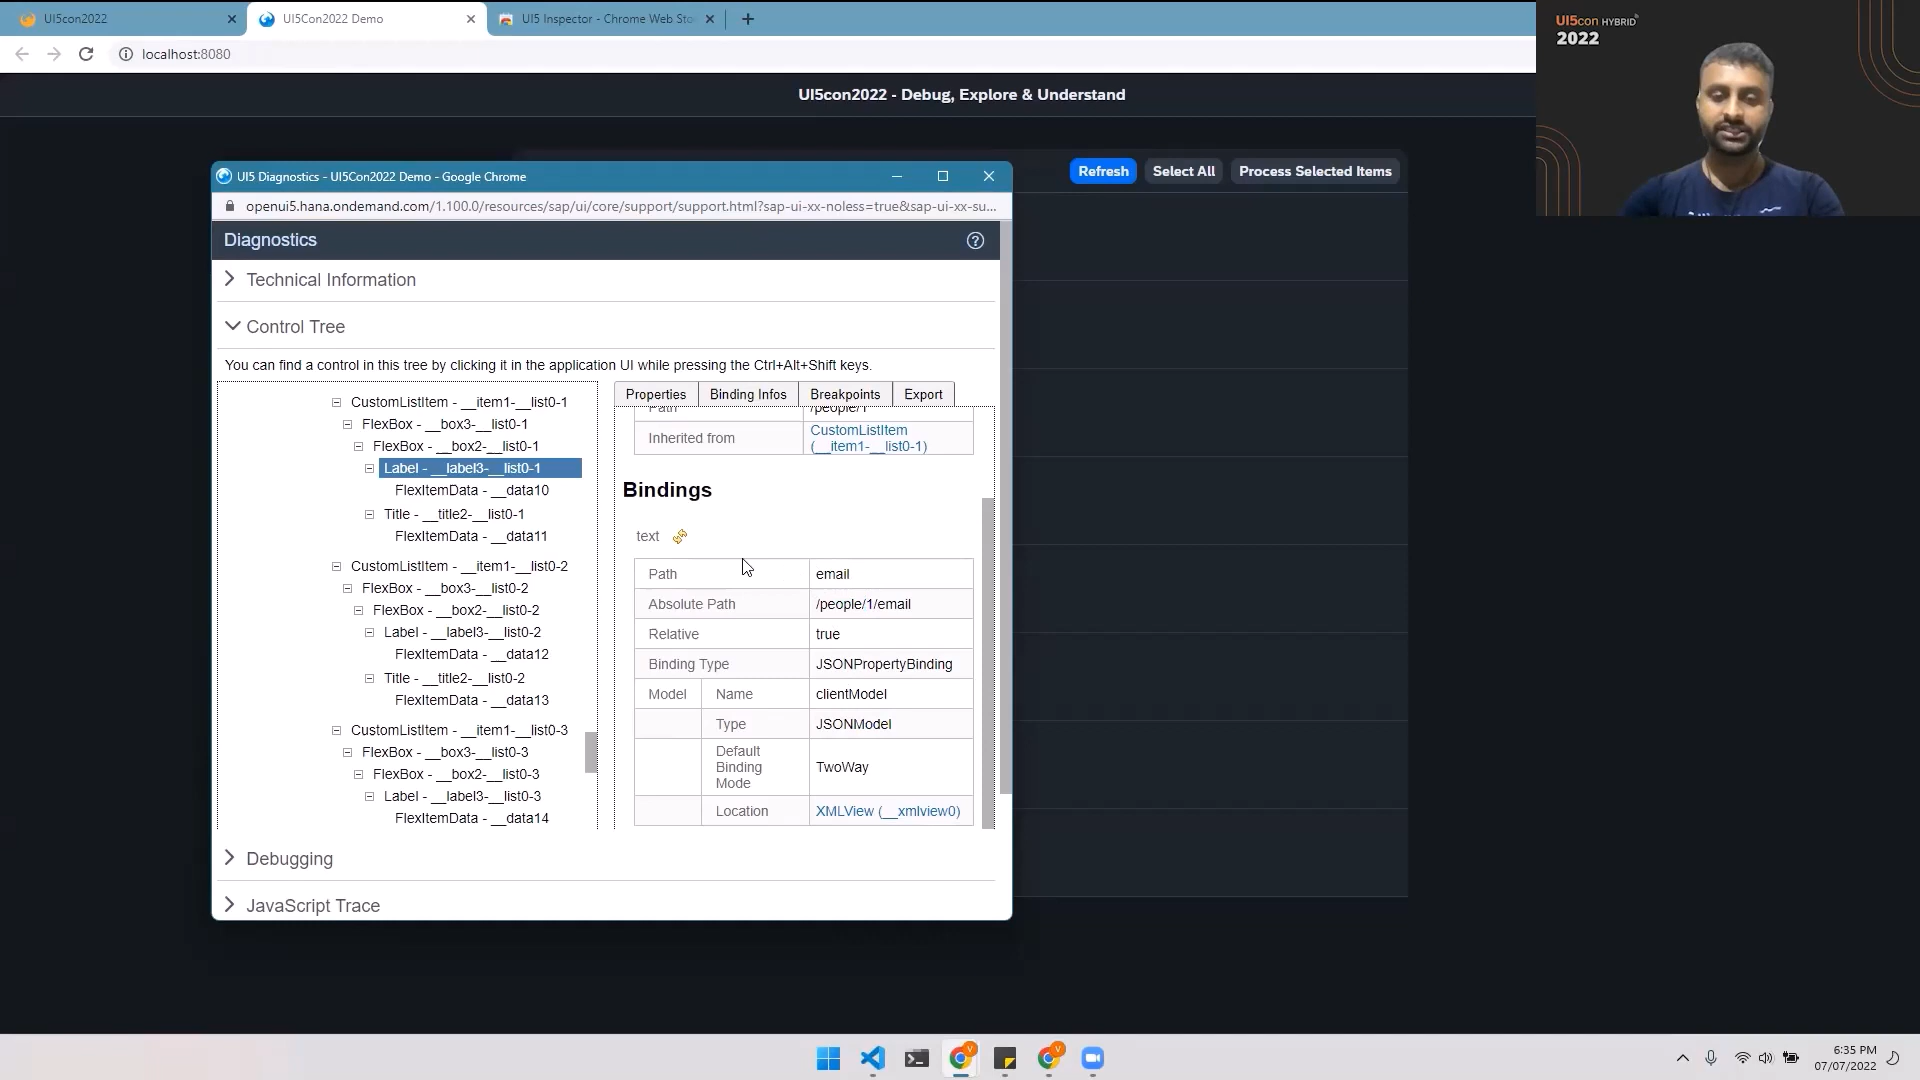 UI5con2022
UI5Con2022 Demo
UI5 Inspector - Chrome Web Sto
localhost:8080
UI5con HYBRID
2022
UI5con2022 - Debug, Explore & Understand
Refresh
Select All
Process Selected Items
UI5 Diagnostics - UI5Con2022 Demo - Google Chrome
openui5.hana.ondemand.com/1.100.0/resources/sap/ui/core/support/support.html?sap-ui-xx-noless=true&sap-ui-xx-su...
Diagnostics
Technical Information
Control Tree
You can find a control in this tree by clicking it in the application UI while pressing the Ctrl+Alt+Shift keys.
CustomListItem - __item1-__list0-1
FlexBox - __box3-__list0-1
FlexBox - __box2-__list0-1
Label - __label3-__list0-1
FlexItemData - __data10
Title - __title2-__list0-1
FlexItemData - __data11
CustomListItem - __item1-__list0-2
FlexBox - __box3-__list0-2
FlexBox - __box2-__list0-2
Label - __label3-__list0-2
FlexItemData - __data12
Title - __title2-__list0-2
FlexItemData - __data13
CustomListItem - __item1-__list0-3
FlexBox - __box3-__list0-3
FlexBox - __box2-__list0-3
Label - __label3-__list0-3
FlexItemData - __data14
Properties
Binding Infos
Breakpoints
Export
Path
/people/1
Inherited from
CustomListItem
(__item1-__list0-1)
Bindings
text
Path
email
Absolute Path
/people/1/email
Relative
true
Binding Type
JSONPropertyBinding
Model
Name
clientModel
Type
JSONModel
Default
Binding
Mode
TwoWay
Location
XMLView (__xmlview0)
Debugging
JavaScript Trace
6:35 PM
07/07/2022